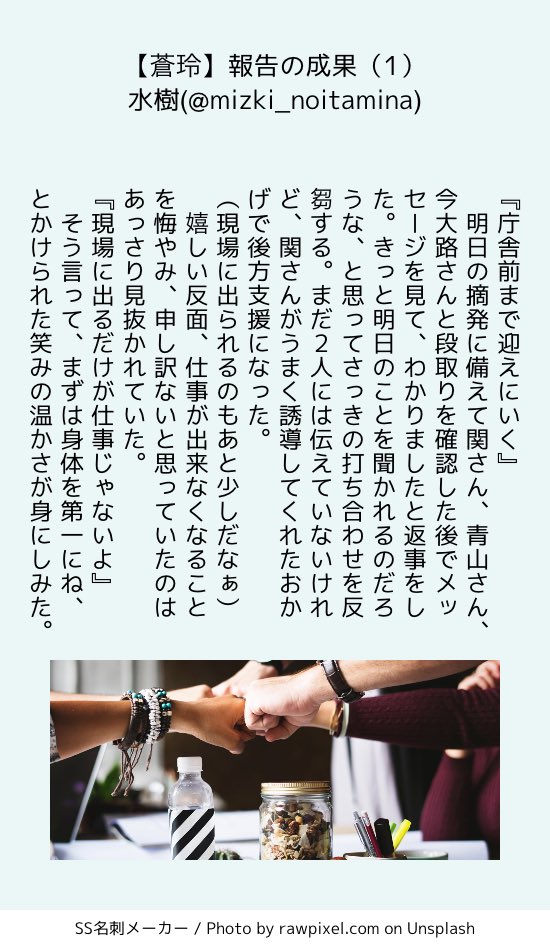 【蒼玲】報告の成果（1）
水樹(@mizki_noitamina)
『庁舎前まで迎えにいく』
　明日の摘発に備えて関さん、青山さん、
今大路さんと段取りを確認した後でメッ
セージを見て、わかりましたと返事をし
た。きっと明日のことを聞かれるのだろ
うな、と思ってさっきの打ち合わせを反
芻する。まだ２人には伝えていないけれ
ど、関さんがうまく誘導してくれたおか
げで後方支援になった。
（現場に出られるのもあと少しだなぁ）
　嬉しい反面、仕事が出来なくなること
を悔やみ、申し訳ないと思っていたのは
あっさり見抜かれていた。
『現場に出るだけが仕事じゃないよ』
　そう言って、まずは身体を第一にね、
とかけられた笑みの温かさが身にしみた。
SS名刺メーカー / Photo by rawpixel.com on Unsplash